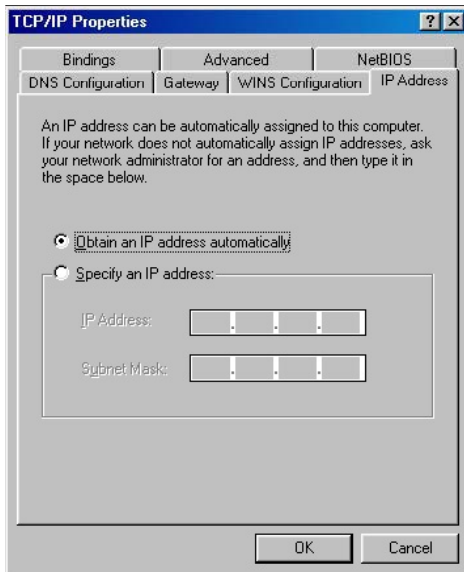 TCP/IP Properties
Bindings Advanced NetBIOS
DNS Configuration Gateway WINS Configuration IP Address
An IP address can be automatically assigned to this computer.
If your network does not automatically assign IP addresses, ask
your network administrator for an address, and then type it in
the space below.
Obtain an IP address automatically
Specify an IP address:
IP Address:
. . .
Subnet Mask:
. . .
OK Cancel